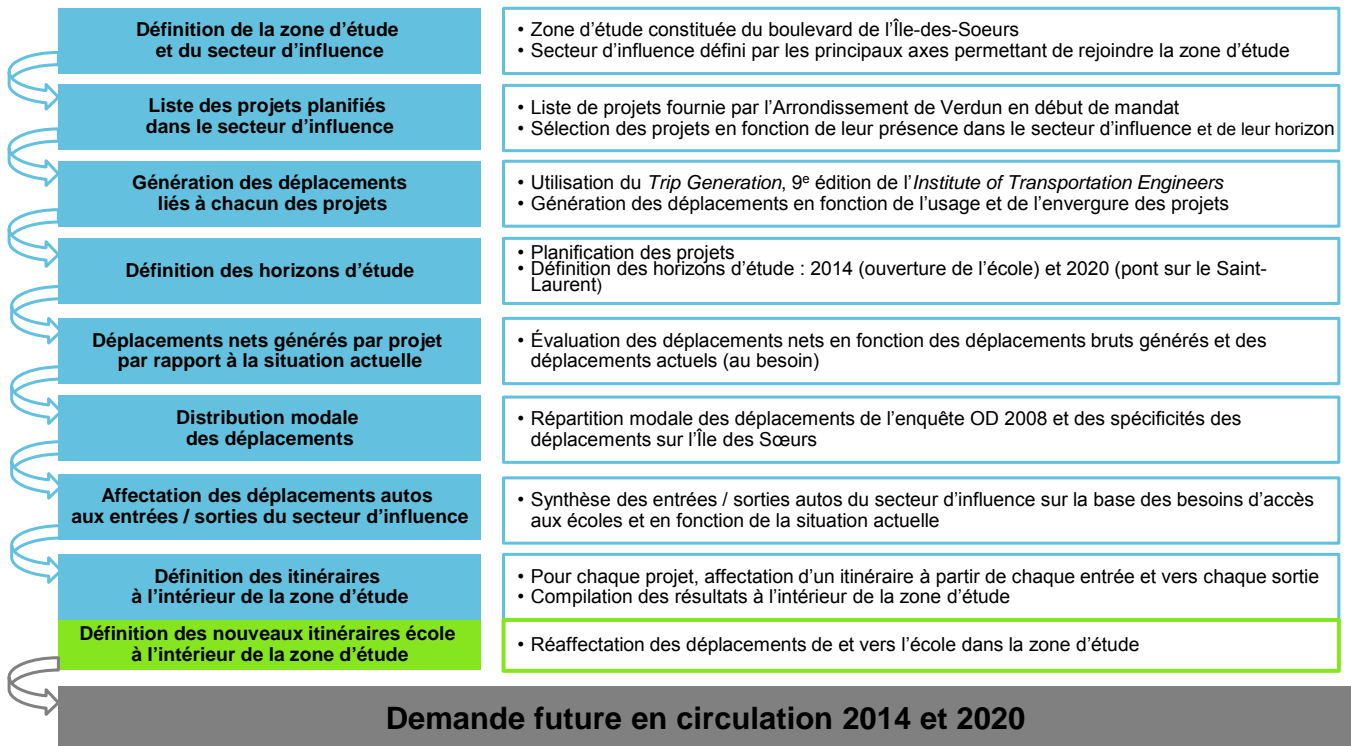 Définition de la zone d'étude
et du secteur d'influence
• Zone d'étude constituée du boulevard de l'Île-des-Soeurs
• Secteur d'influence défini par les principaux axes permettant de rejoindre la zone d'étude
Liste des projets planifiés
dans le secteur d'influence
• Liste de projets fournie par l'Arrondissement de Verdun en début de mandat
• Sélection des projets en fonction de leur présence dans le secteur d'influence et de leur horizon
Génération des déplacements
liés à chacun des projets
• Utilisation du Trip Generation, 9e édition de l'Institute of Transportation Engineers
• Génération des déplacements en fonction de l'usage et de l'envergure des projets
Définition des horizons d'étude
• Planification des projets
• Définition des horizons d'étude : 2014 (ouverture de l'école) et 2020 (pont sur le Saint-
Laurent)
Déplacements nets générés par projet
par rapport à la situation actuelle
• Évaluation des déplacements nets en fonction des déplacements bruts générés et des
déplacements actuels (au besoin)
Distribution modale
des déplacements
• Répartition modale des déplacements de l'enquête OD 2008 et des spécificités des
déplacements sur l'Île des Sœurs
Affectation des déplacements autos
aux entrées / sorties du secteur d'influence
• Synthèse des entrées / sorties autos du secteur d'influence sur la base des besoins d'accès
aux écoles et en fonction de la situation actuelle
Définition des itinéraires
à l'intérieur de la zone d'étude
• Pour chaque projet, affectation d'un itinéraire à partir de chaque entrée et vers chaque sortie
• Compilation des résultats à l'intérieur de la zone d'étude
Définition des nouveaux itinéraires école
à l'intérieur de la zone d'étude
• Réaffectation des déplacements de et vers l'école dans la zone d'étude
Demande future en circulation 2014 et 2020